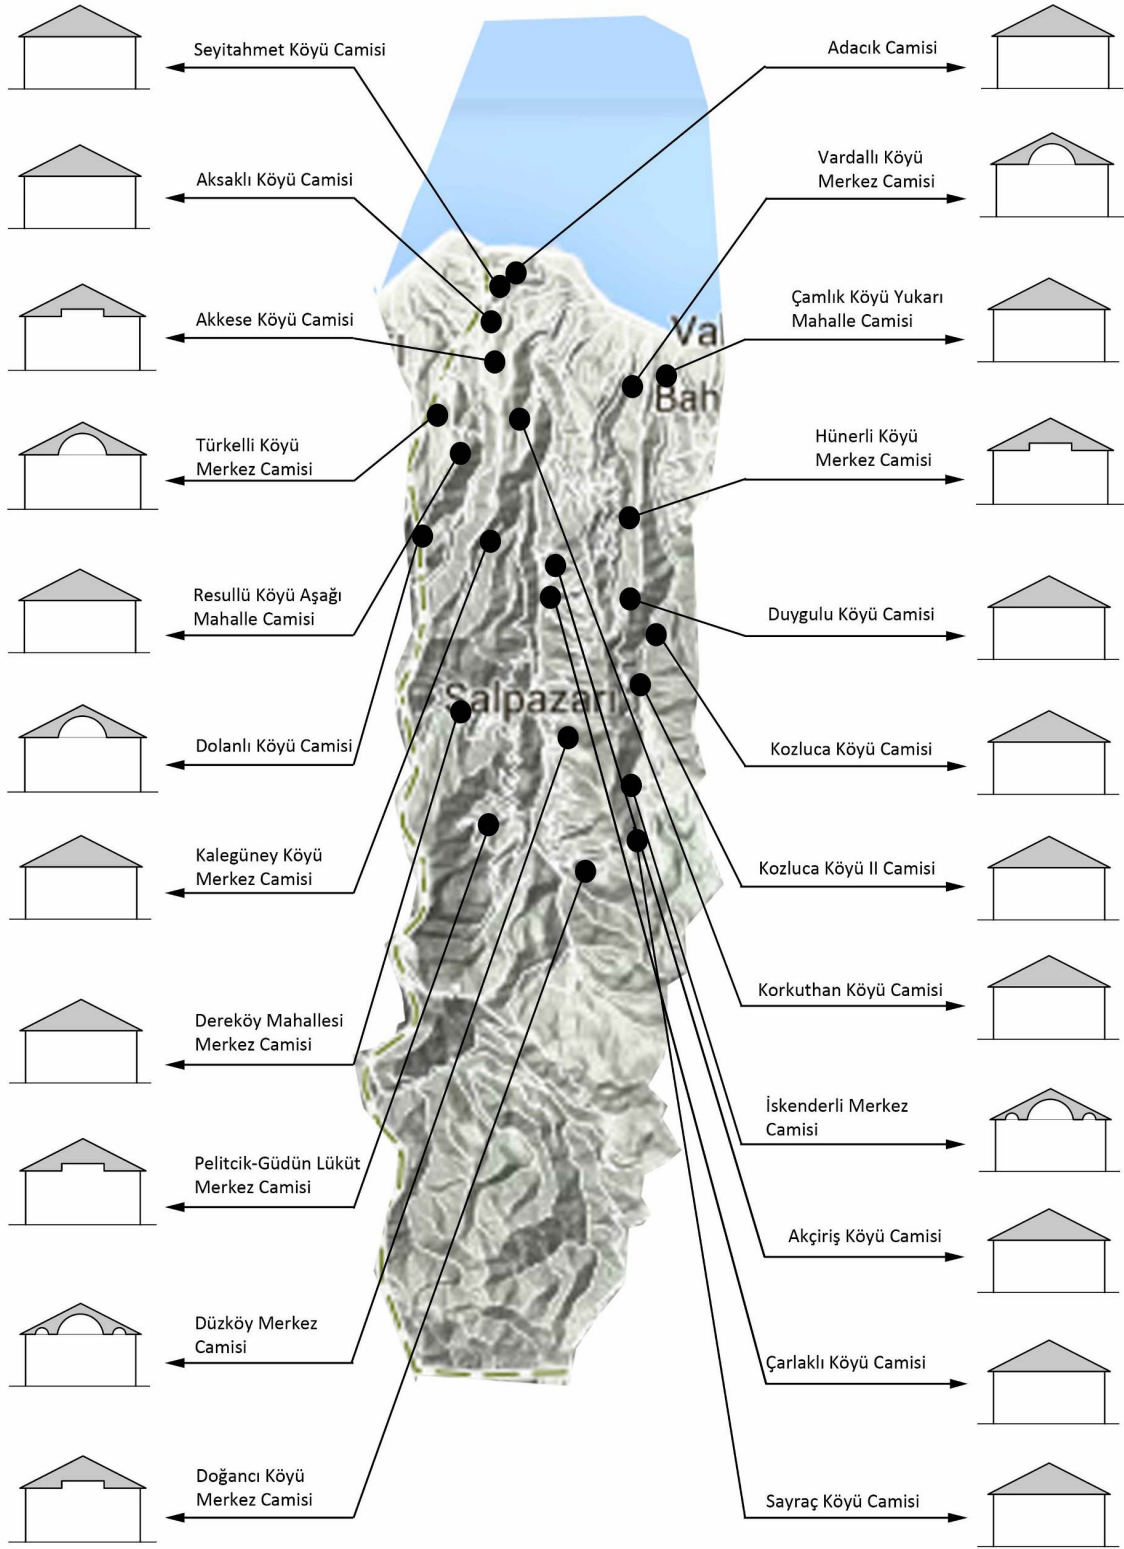 Seyitahmet Köyü Camisi
Aksaklı Köyü Camisi
Akkese Köyü Camisi
Türkelli Köyü
Merkez Camisi
Resullü Köyü Aşağı
Mahalle Camisi
Dolanlı Köyü Camisi
Kalegüney Köyü
Merkez Camisi
Dereköy Mahallesi
Merkez Camisi
Pelitcik-Güdün Lüküt
Merkez Camisi
Düzköy Merkez
Camisi
Doğancı Köyü
Merkez Camisi
Val
Bah
Şalpazarı
Adacık Camisi
Vardallı Köyü
Merkez Camisi
Çamlık Köyü Yukarı
Mahalle Camisi
Hünerli Köyü
Merkez Camisi
Duygulu Köyü Camisi
Kozluca Köyü Camisi
Kozluca Köyü II Camisi
Korkuthan Köyü Camisi
İskenderli Merkez
Camisi
Akçiriş Köyü Camisi
Çarlaklı Köyü Camisi
Sayraç Köyü Camisi